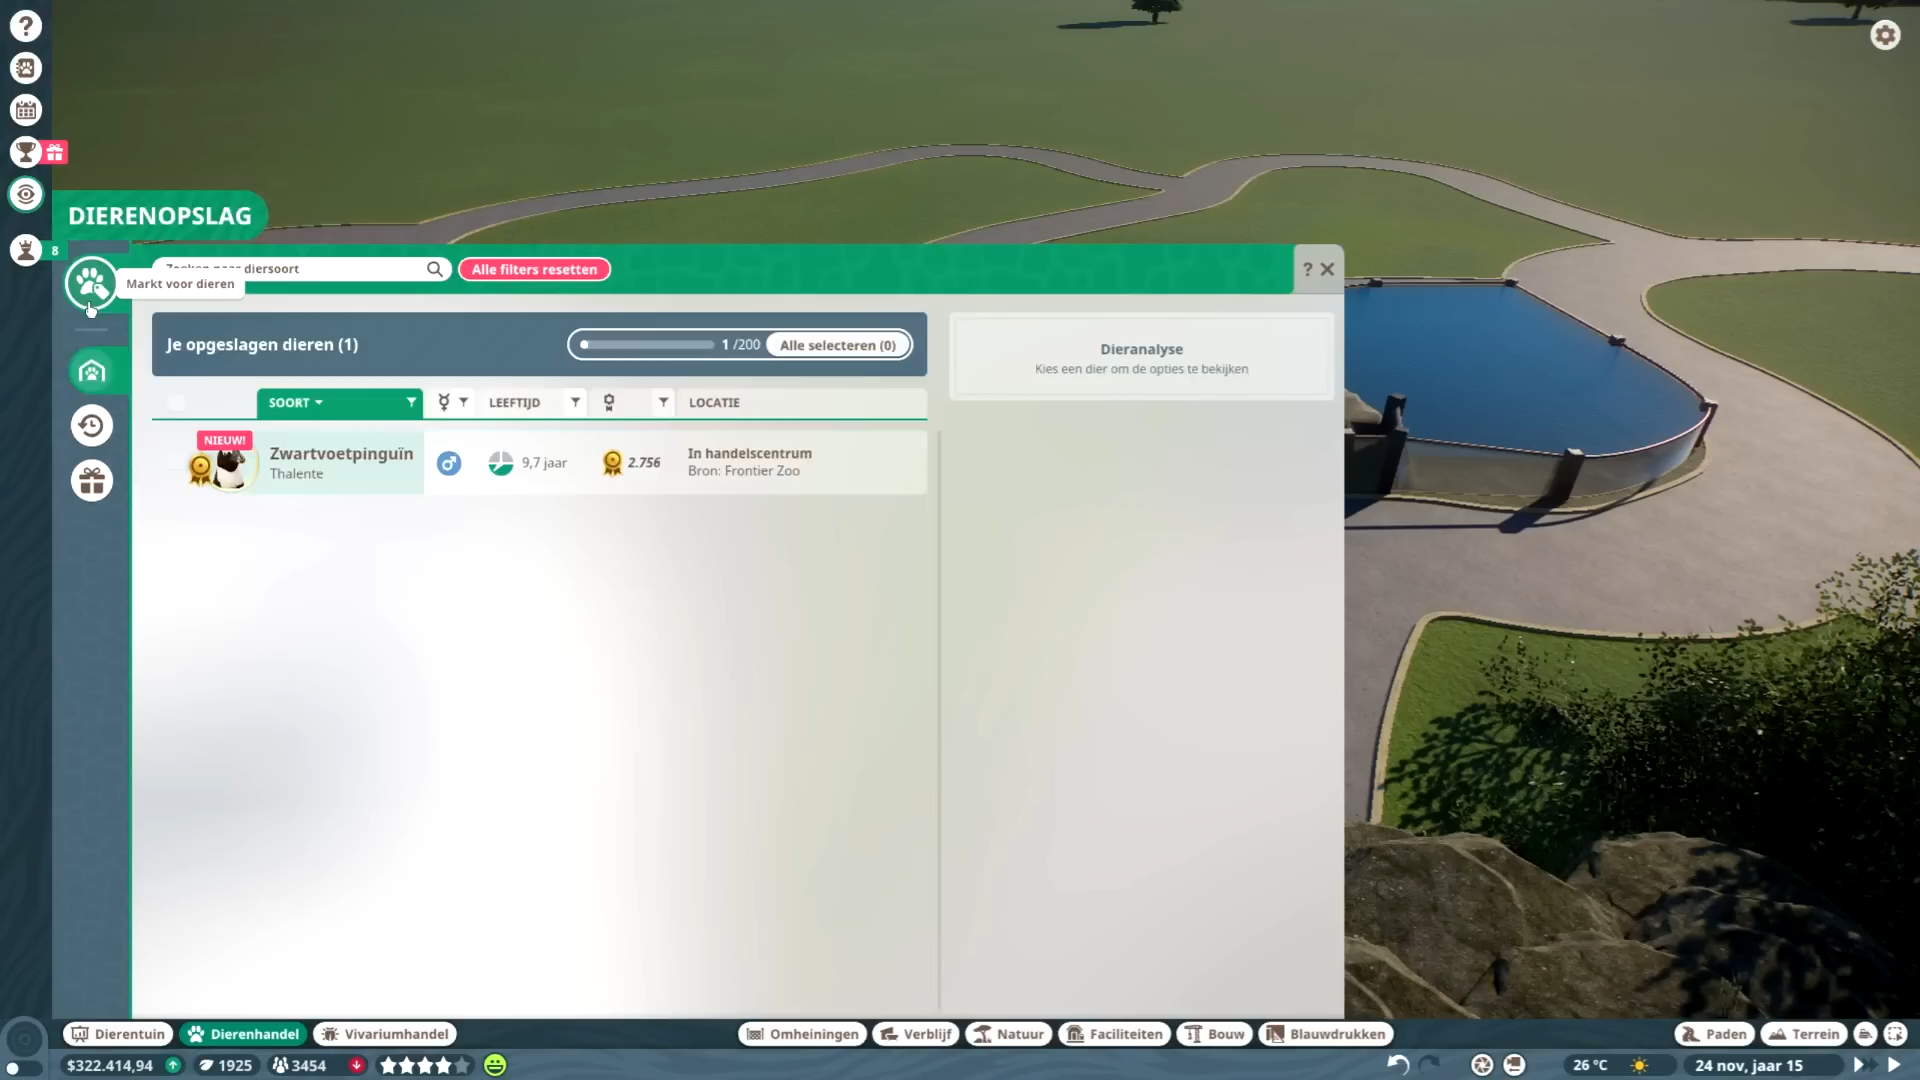 DIERENOPSLAG
8
Zoeken naar diersoort
Alle filters resetten
?
Markt voor dieren
Je opgeslagen dieren (1)
1 /200
Alle selecteren (0)
Dieranalyse
Kies een dier om de opties te bekijken
SOORT
LEEFTIJD
LOCATIE
NIEUW!
Zwartvoetpinguïn
Thalente
9,7 jaar
2.756
In handelscentrum
Bron: Frontier Zoo
Dierentuin
Dierenhandel
Vivariumhandel
Omheiningen
Verblijf
Natuur
Faciliteiten
Bouw
Blauwdrukken
Paden
Terrein
$322.414,94
1925
3454
26 °C
24 nov, jaar 15